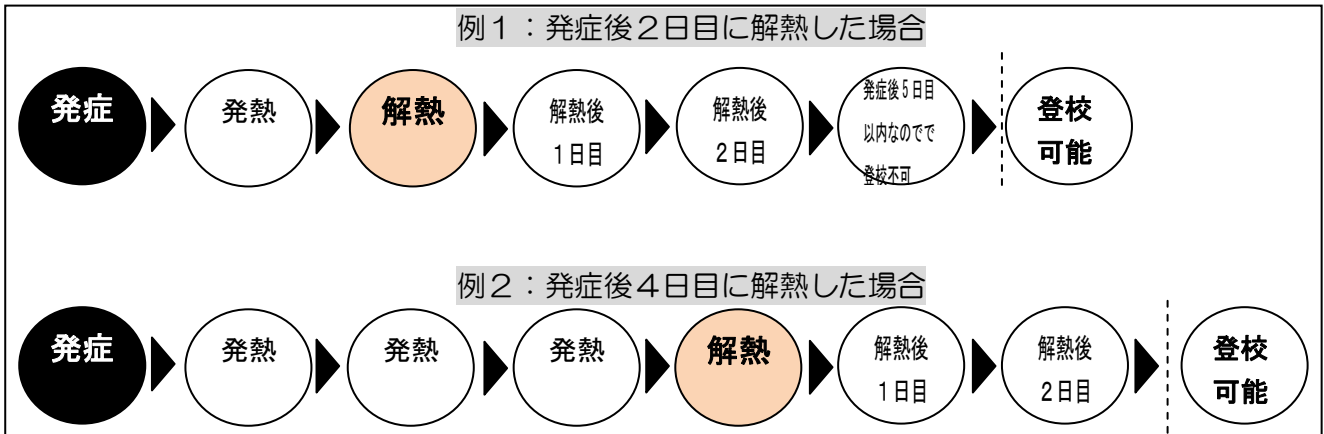 例１：発症後２日目に解熱した場合
発症
発熱
解熱
解熱後
１日目
解熱後
２日目
発症後５日目
以内なのでで
登校不可
登校
可能
例２：発症後４日目に解熱した場合
発症
発熱
発熱
発熱
解熱
解熱後
１日目
解熱後
２日目
登校
可能